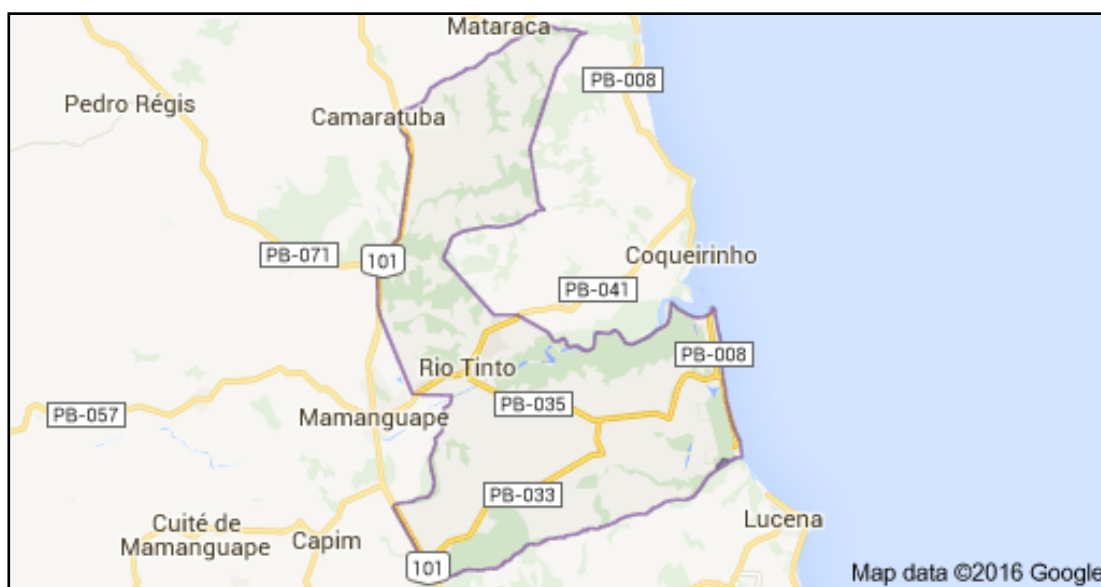 Mataraca
PB-008
Pedro Régis
Camaratuba
PB-071
101
Coqueirinho
PB-041
PB-008
Rio Tinto
PB-035
PB-057
Mamanguape
PB-033
Cuité de
Mamanguape
Capim
Lucena
101
Map data ©2016 Google